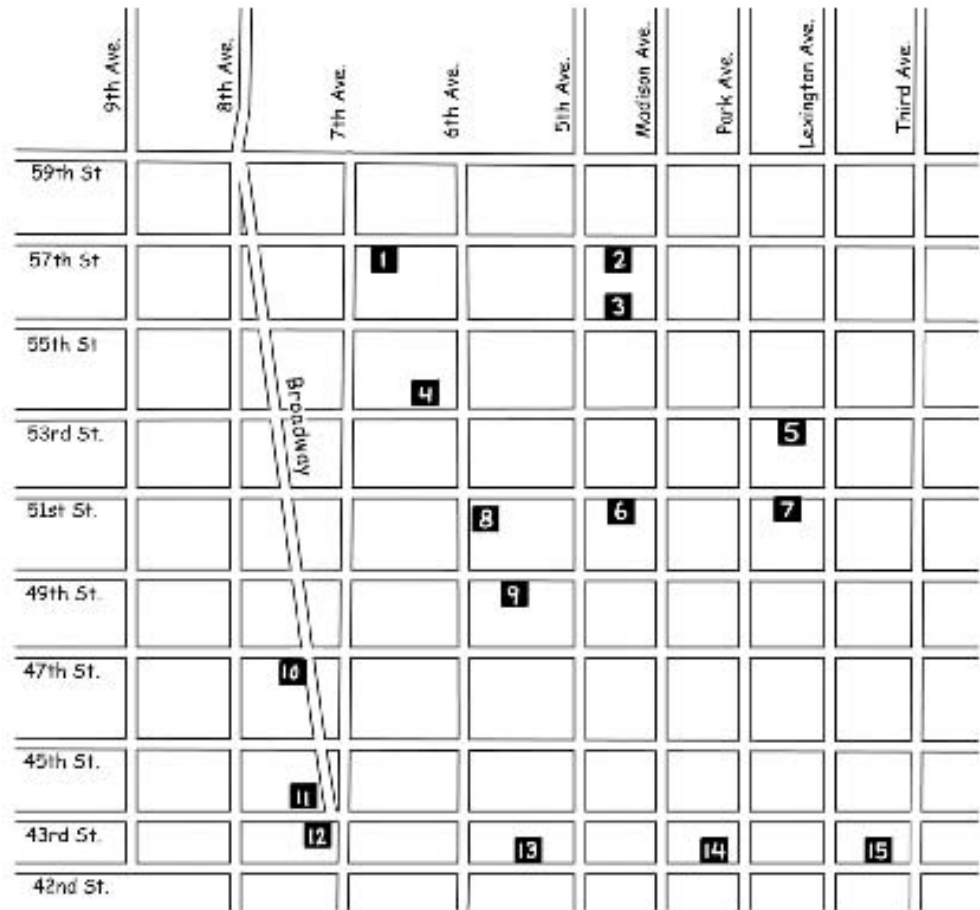 9th Ave.
8th Ave.
7th Ave.
6th Ave.
5th Ave.
Madison Ave.
Park Ave.
Lexington Ave.
Third Ave.
59th St
57th St
1
2
3
55th St
4
Broadway
53rd St.
5
51st St.
8
6
7
49th St.
9
47th St.
10
45th St.
11
43rd St.
12
13
14
15
42nd St.